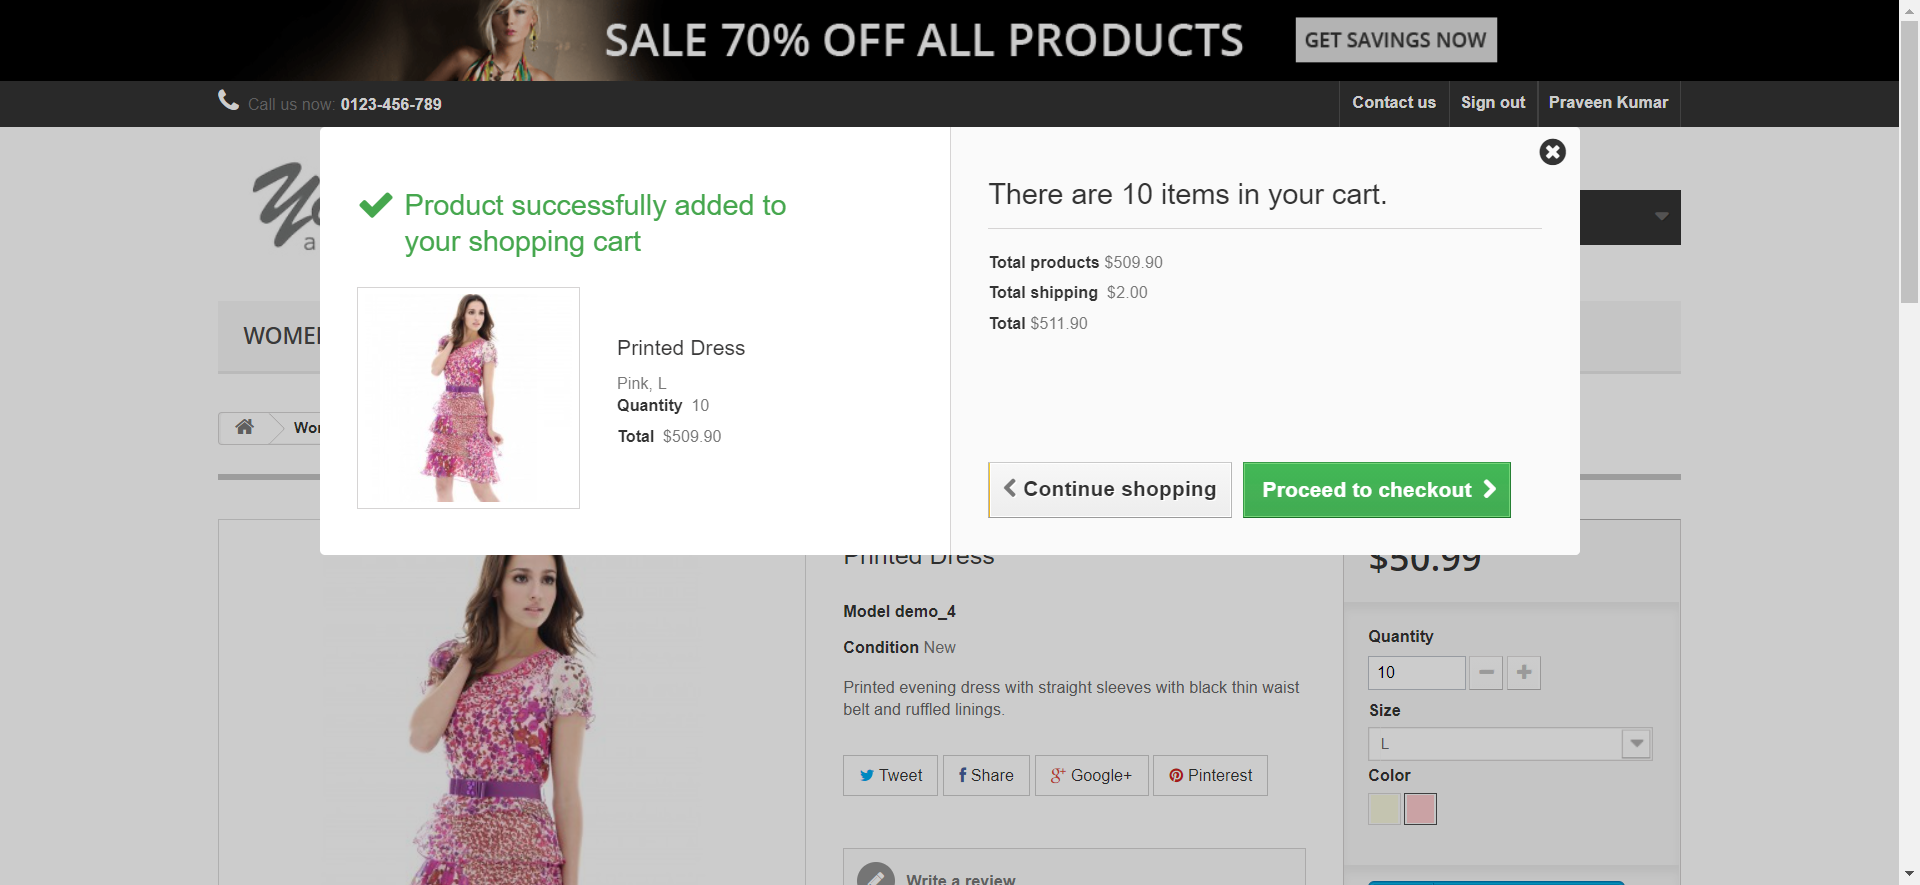 SALE 70% OFF ALL PRODUCTS
GET SAVINGS NOW
Call us now: 0123-456-789
Contact us
Sign out
Praveen Kumar
Product successfully added to
your shopping cart
Printed Dress
Pink, L
Quantity 10
Total $509.90
There are 10 items in your cart.
Total products $509.90
Total shipping $2.00
Total $511.90
Continue shopping
Proceed to checkout
Printed Dress
Model demo_4
Condition New
Printed evening dress with straight sleeves with black thin waist
belt and ruffled linings.
Tweet
Share
Google+
Pinterest
Write a review
$50.99
Quantity
10
Size
L
Color